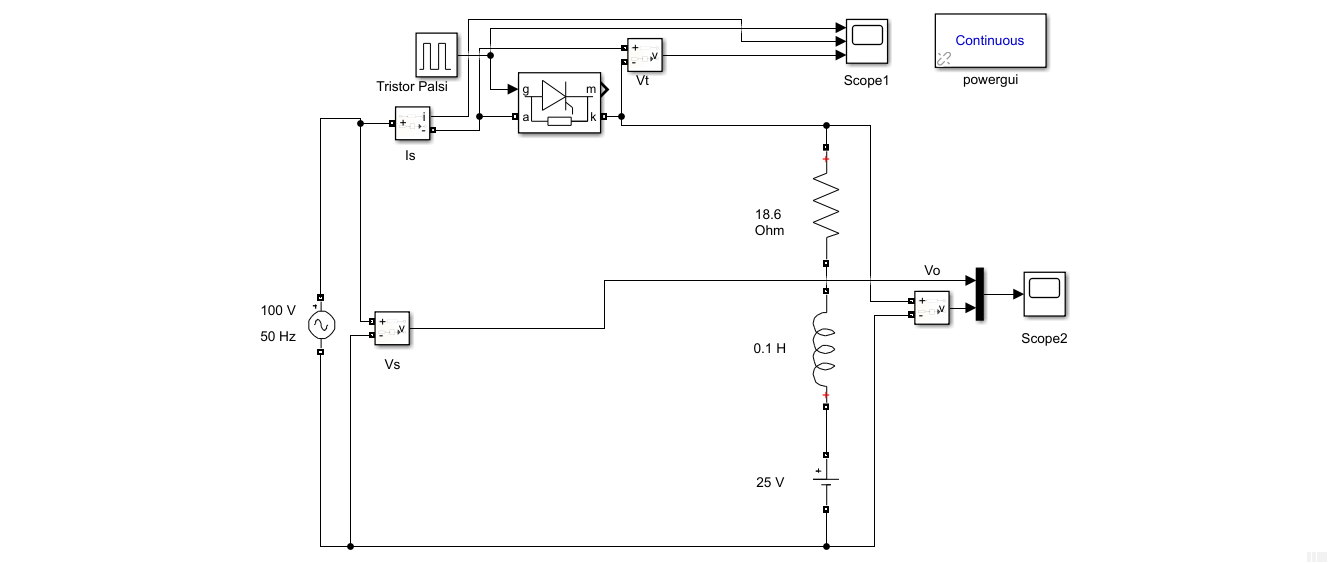 Continuous
powergui
Scope1
Tristor Palsi
+
v
Vt
g
m
a
k
i
+
-
Is
18.6
Ohm
Vo
+
-
v
Scope2
100 V
50 Hz
+
-
v
Vs
0.1 H
+
25 V